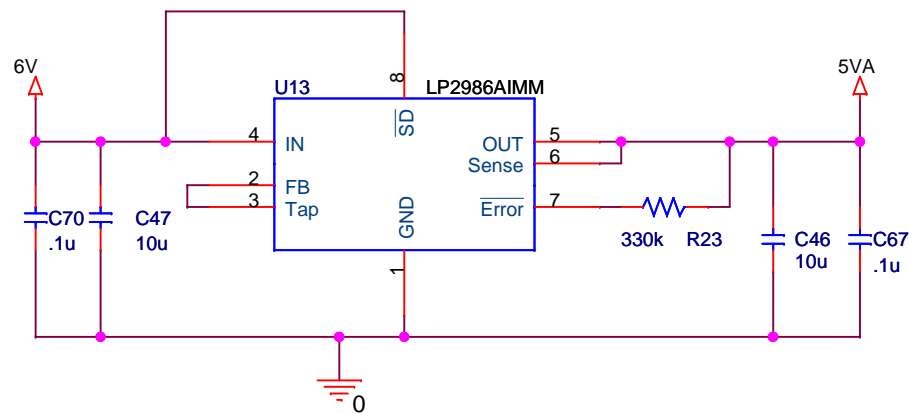 6V
5VA
U13
LP2986AIMM
8
SD
4
IN
OUT
5
Sense
6
2
FB
3
Tap
Error
7
GND
1
C70
.1u
C47
10u
330k
R23
C46
10u
C67
.1u
0